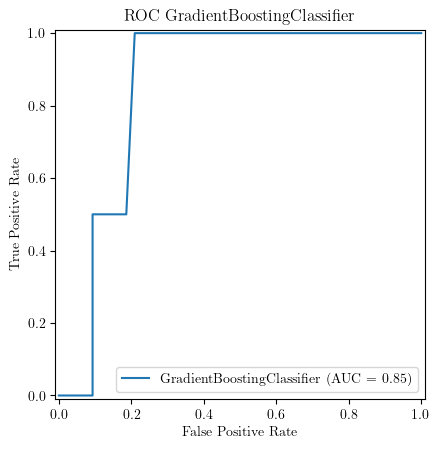 ROC GradientBoostingClassifier
True Positive Rate
1.0
0.8
0.6
0.4
0.2
0.0
GradientBoostingClassifier (AUC = 0.85)
0.0 0.2 0.4 0.6 0.8 1.0
False Positive Rate